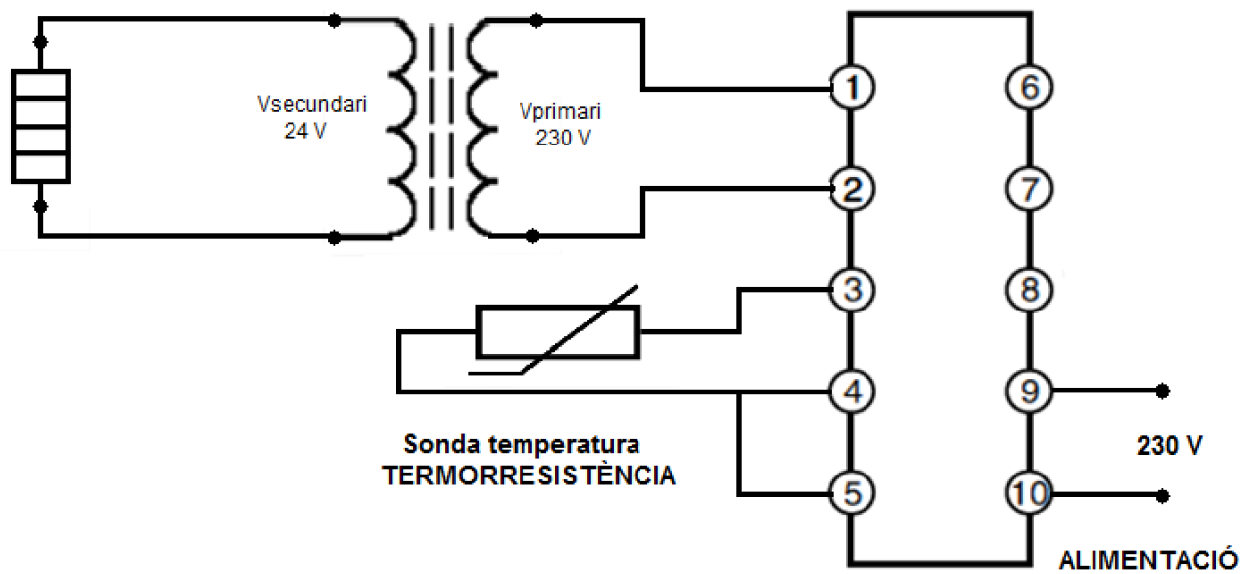 Vsecundari
24 V
Vprimari
230 V
1
2
3
4
5
6
7
8
9
10
Sonda temperatura
TERMORRESISTÈNCIA
230 V
ALIMENTACIÓ